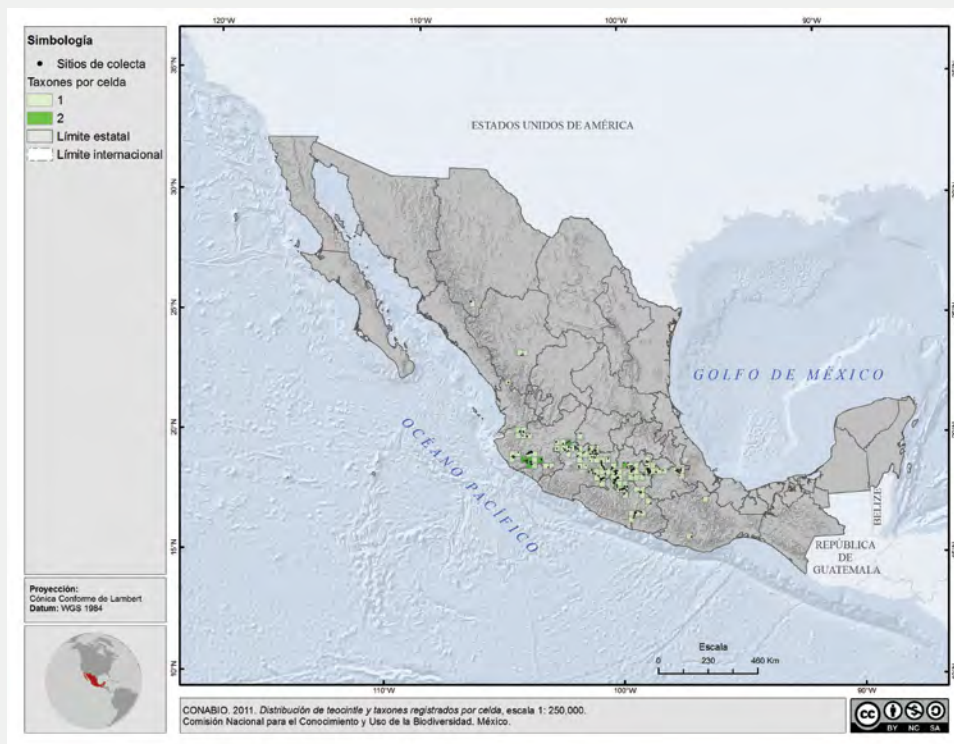 120°W 110°W 100°W 90°W
Simbología
Sitios de colecta
Taxones por celda
1
2
Límite estatal
Límite internacional
35°N
30°N
25°N
20°N
15°N
10°N
ESTADOS UNIDOS DE AMÉRICA
GOLFO DE MÉXICO
OCÉANO PACÍFICO
BELIZE
REPÚBLICA
DE
GUATEMALA
Escala
0 230 460 Km
Proyección:
Cónica Conforme de Lambert
Datum: WGS 1984
110°W 100°W 90°W
CONABIO. 2011. Distribución de teocintle y taxones registrados por celda, escala 1: 250,000.
Comisión Nacional para el Conocimiento y Uso de la Biodiversidad. México.
cc
BY NC SA